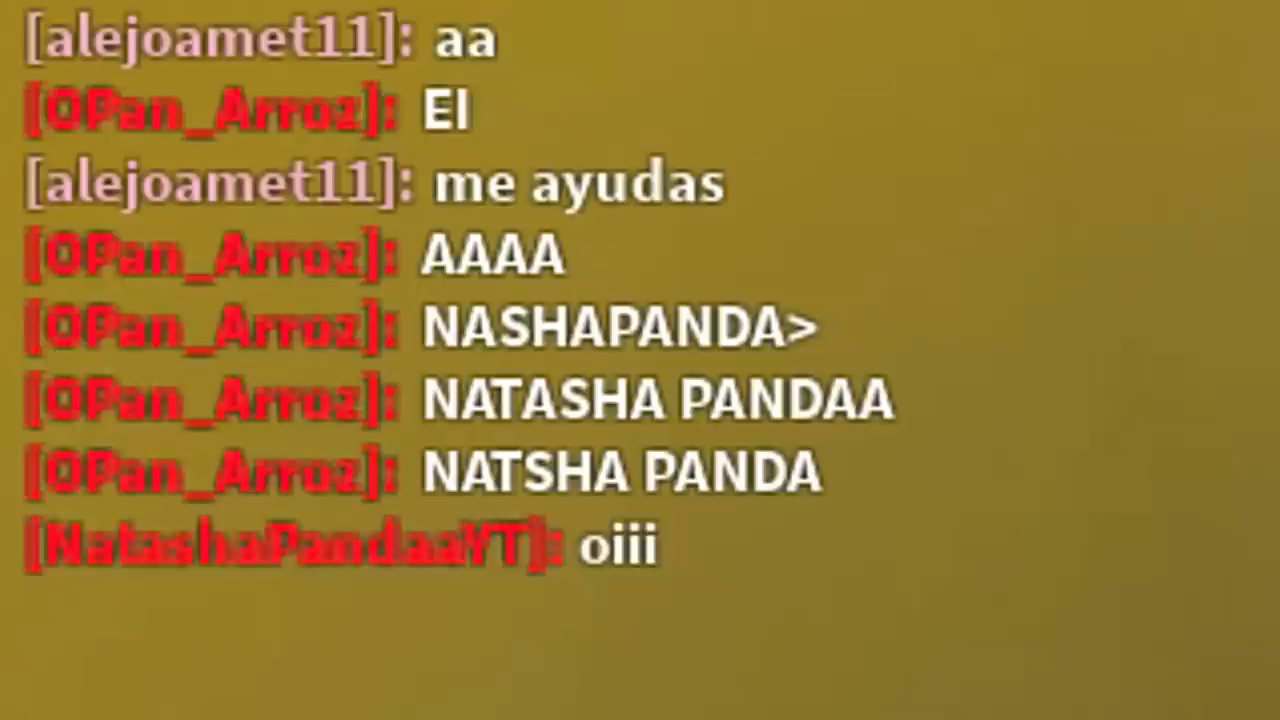 [alejoamet11]: aa
[OPan_Arroz]: EI
[alejoamet11]: me ayudas
[OPan_Arroz]: AAAA
[OPan_Arroz]: NASHAPANDA>
[OPan_Arroz]: NATASHA PANDAA
[OPan_Arroz]: NATSHA PANDA
[NatashaPandaaYT]: oiii